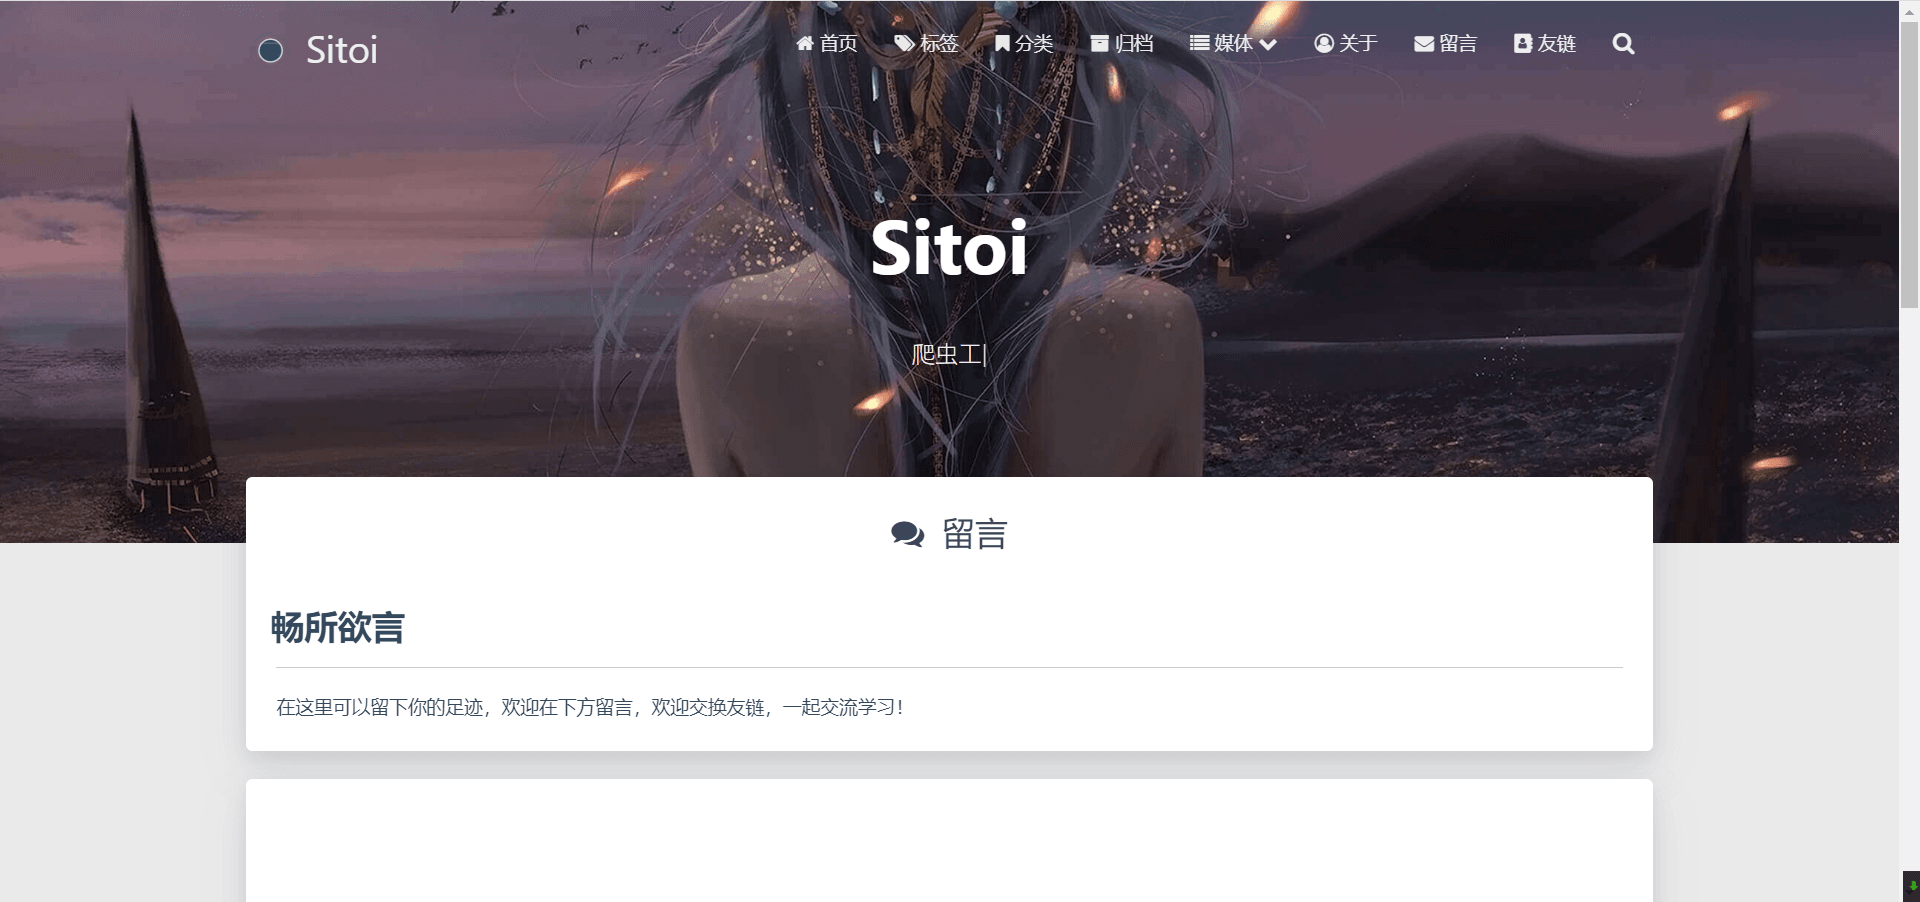 Sitoi
首页 标签 分类 归档 媒体 关于 留言 友链
Sitoi
爬虫工|
留言
畅所欲言
在这里可以留下你的足迹，欢迎在下方留言，欢迎交换友链，一起交流学习！